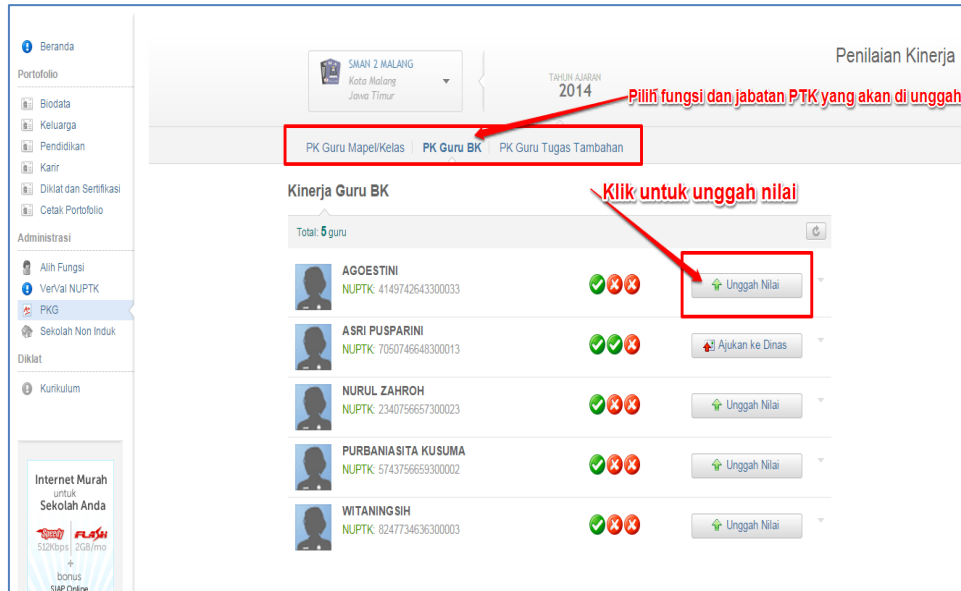 Beranda
Portofolio
Biodata
Keluarga
Pendidikan
Karir
Diklat dan Sertifikasi
Cetak Portofolio
Administrasi
Alih Fungsi
VerVal NUPTK
PKG
Sekolah Non Induk
Diklat
Kurikulum
Internet Murah
untuk
Sekolah Anda
Speedy FLASH
512Kbps 2GB/mo
+
bonus
SIAP Online
SMAN 2 MALANG
Kota Malang
Jawa Timur
TAHUN AJARAN
2014
Penilaian Kinerja
Pilih fungsi dan jabatan PTK yang akan di unggah
PK Guru Mapel/Kelas PK Guru BK PK Guru Tugas Tambahan
Kinerja Guru BK
Klik untuk unggah nilai
Total: 5 guru
AGOESTINI
NUPTK: 4149742643300033
Unggah Nilai
ASRI PUSPARINI
NUPTK: 7050746648300013
Ajukan ke Dinas
NURUL ZAHROH
NUPTK: 2340756657300023
Unggah Nilai
PURBANIASITA KUSUMA
NUPTK: 5743756659300002
Unggah Nilai
WITANINGSIH
NUPTK: 8247734636300003
Unggah Nilai